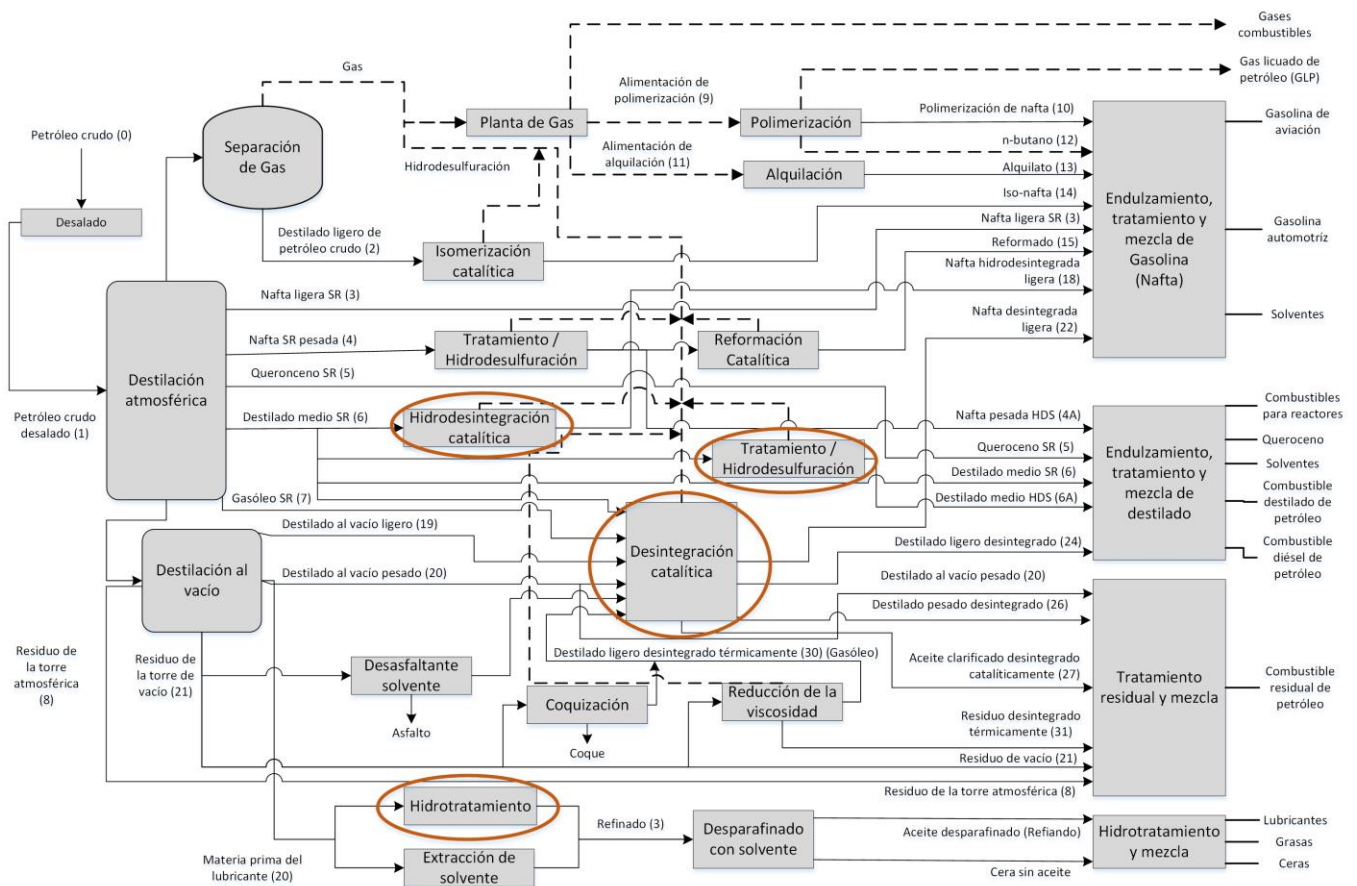 Gases
combustibles
Gas
Gas licuado de
petróleo (GLP)
Alimentación de
polimerización (9)
Polimerización de nafta (10)
Gasolina de
aviación
Petróleo crudo (0)
Planta de Gas
Polimerización
Separación
de Gas
n-butano (12)
Hidrodesulfuración
Alimentación de
alquilación (11)
Alquilato (13)
Alquilación
Iso-nafta (14)
Desalado
Endulzamiento,
tratamiento y
mezcla de
Gasolina
(Nafta)
Nafta ligera SR (3)
Gasolina
automotríz
Destilado ligero de
petróleo crudo (2)
Isomerización
catalítica
Reformado (15)
Nafta hidrodesintegrada
ligera (18)
Nafta ligera SR (3)
Nafta desintegrada
ligera (22)
Solventes
Nafta SR pesada (4)
Tratamiento /
Hidrodesulfuración
Reformación
Catalítica
Destilación
atmosférica
Queronceno SR (5)
Petróleo crudo
desalado (1)
Destilado medio SR (6)
Hidrodesintegración
catalítica
Combustibles
para reactores
Nafta pesada HDS (4A)
Queroceno
Tratamiento /
Hidrodesulfuración
Queroceno SR (5)
Solventes
Endulzamiento,
tratamiento y
mezcla de
destilado
Destilado medio SR (6)
Combustible
destilado de
petróleo
Gasóleo SR (7)
Destilado medio HDS (6A)
Destilado al vacío ligero (19)
Desintegración
catalítica
Destilado ligero desintegrado (24)
Combustible
diésel de
petróleo
Destilación al
vacío
Destilado al vacío pesado (20)
Destilado al vacío pesado (20)
Destilado pesado desintegrado (26)
Residuo de
la torre
atmosférica
(8)
Residuo de
la torre de
vacío (21)
Desasfaltante
solvente
Destilado ligero desintegrado térmicamente (30) (Gasóleo)
Aceite clarificado desintegrado
catalíticamente
(27)
Tratamiento
residual y mezcla
Combustible
residual de
petróleo
Coquización
Reducción de la
viscosidad
Asfalto
Residuo desintegrado
térmicamente (31)
Coque
Residuo de vacío (21)
Residuo de la torre atmosférica (8)
Hidrotratamiento
Refinado (3)
Desparafinado
con solvente
Aceite desparafinado (Refiando)
Hidrotratamiento
y mezcla
Lubricantes
Grasas
Ceras
Materia prima del
lubricante (20)
Extracción de
solvente
Cera sin aceite